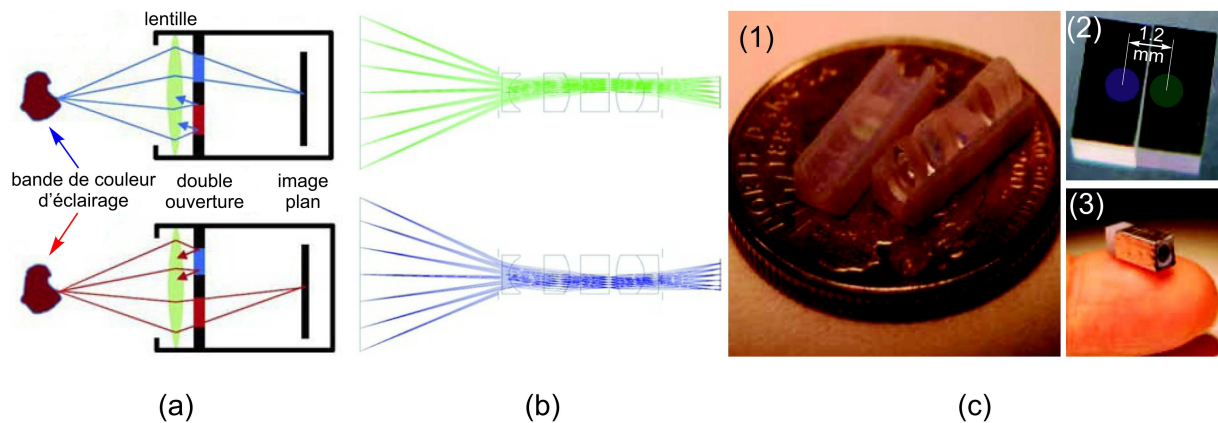 lentille
bande de couleur
d'éclairage
double
ouverture
image
plan
(a)
(b)
(1)
(2)
1.2
mm
(3)
(c)